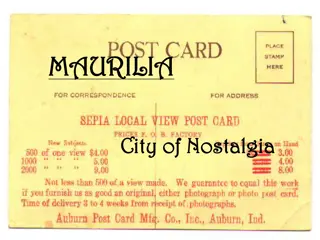 POST CARD
PLACE
STAMP
HERE
MAURILIA
FOR CORRESPONDENCE
FOR ADDRESS
SEPIA LOCAL VIEW POST CARD
PRICES F. O. B. FACTORY
New Subjects.
on Hand
500 of one view $4.00
3.00
City of Nostalgia
1000 " " " 5.00
4.00
2000 " " " 9.00
8.00
Not less than 500 of a view made. We guarantee to equal this work
if you furnish us as good an original, either photograph or photo post card.
Time of delivery 3 to 4 weeks from receipt of photographs.
Auburn Post Card Mfg. Co., Inc., Auburn, Ind.